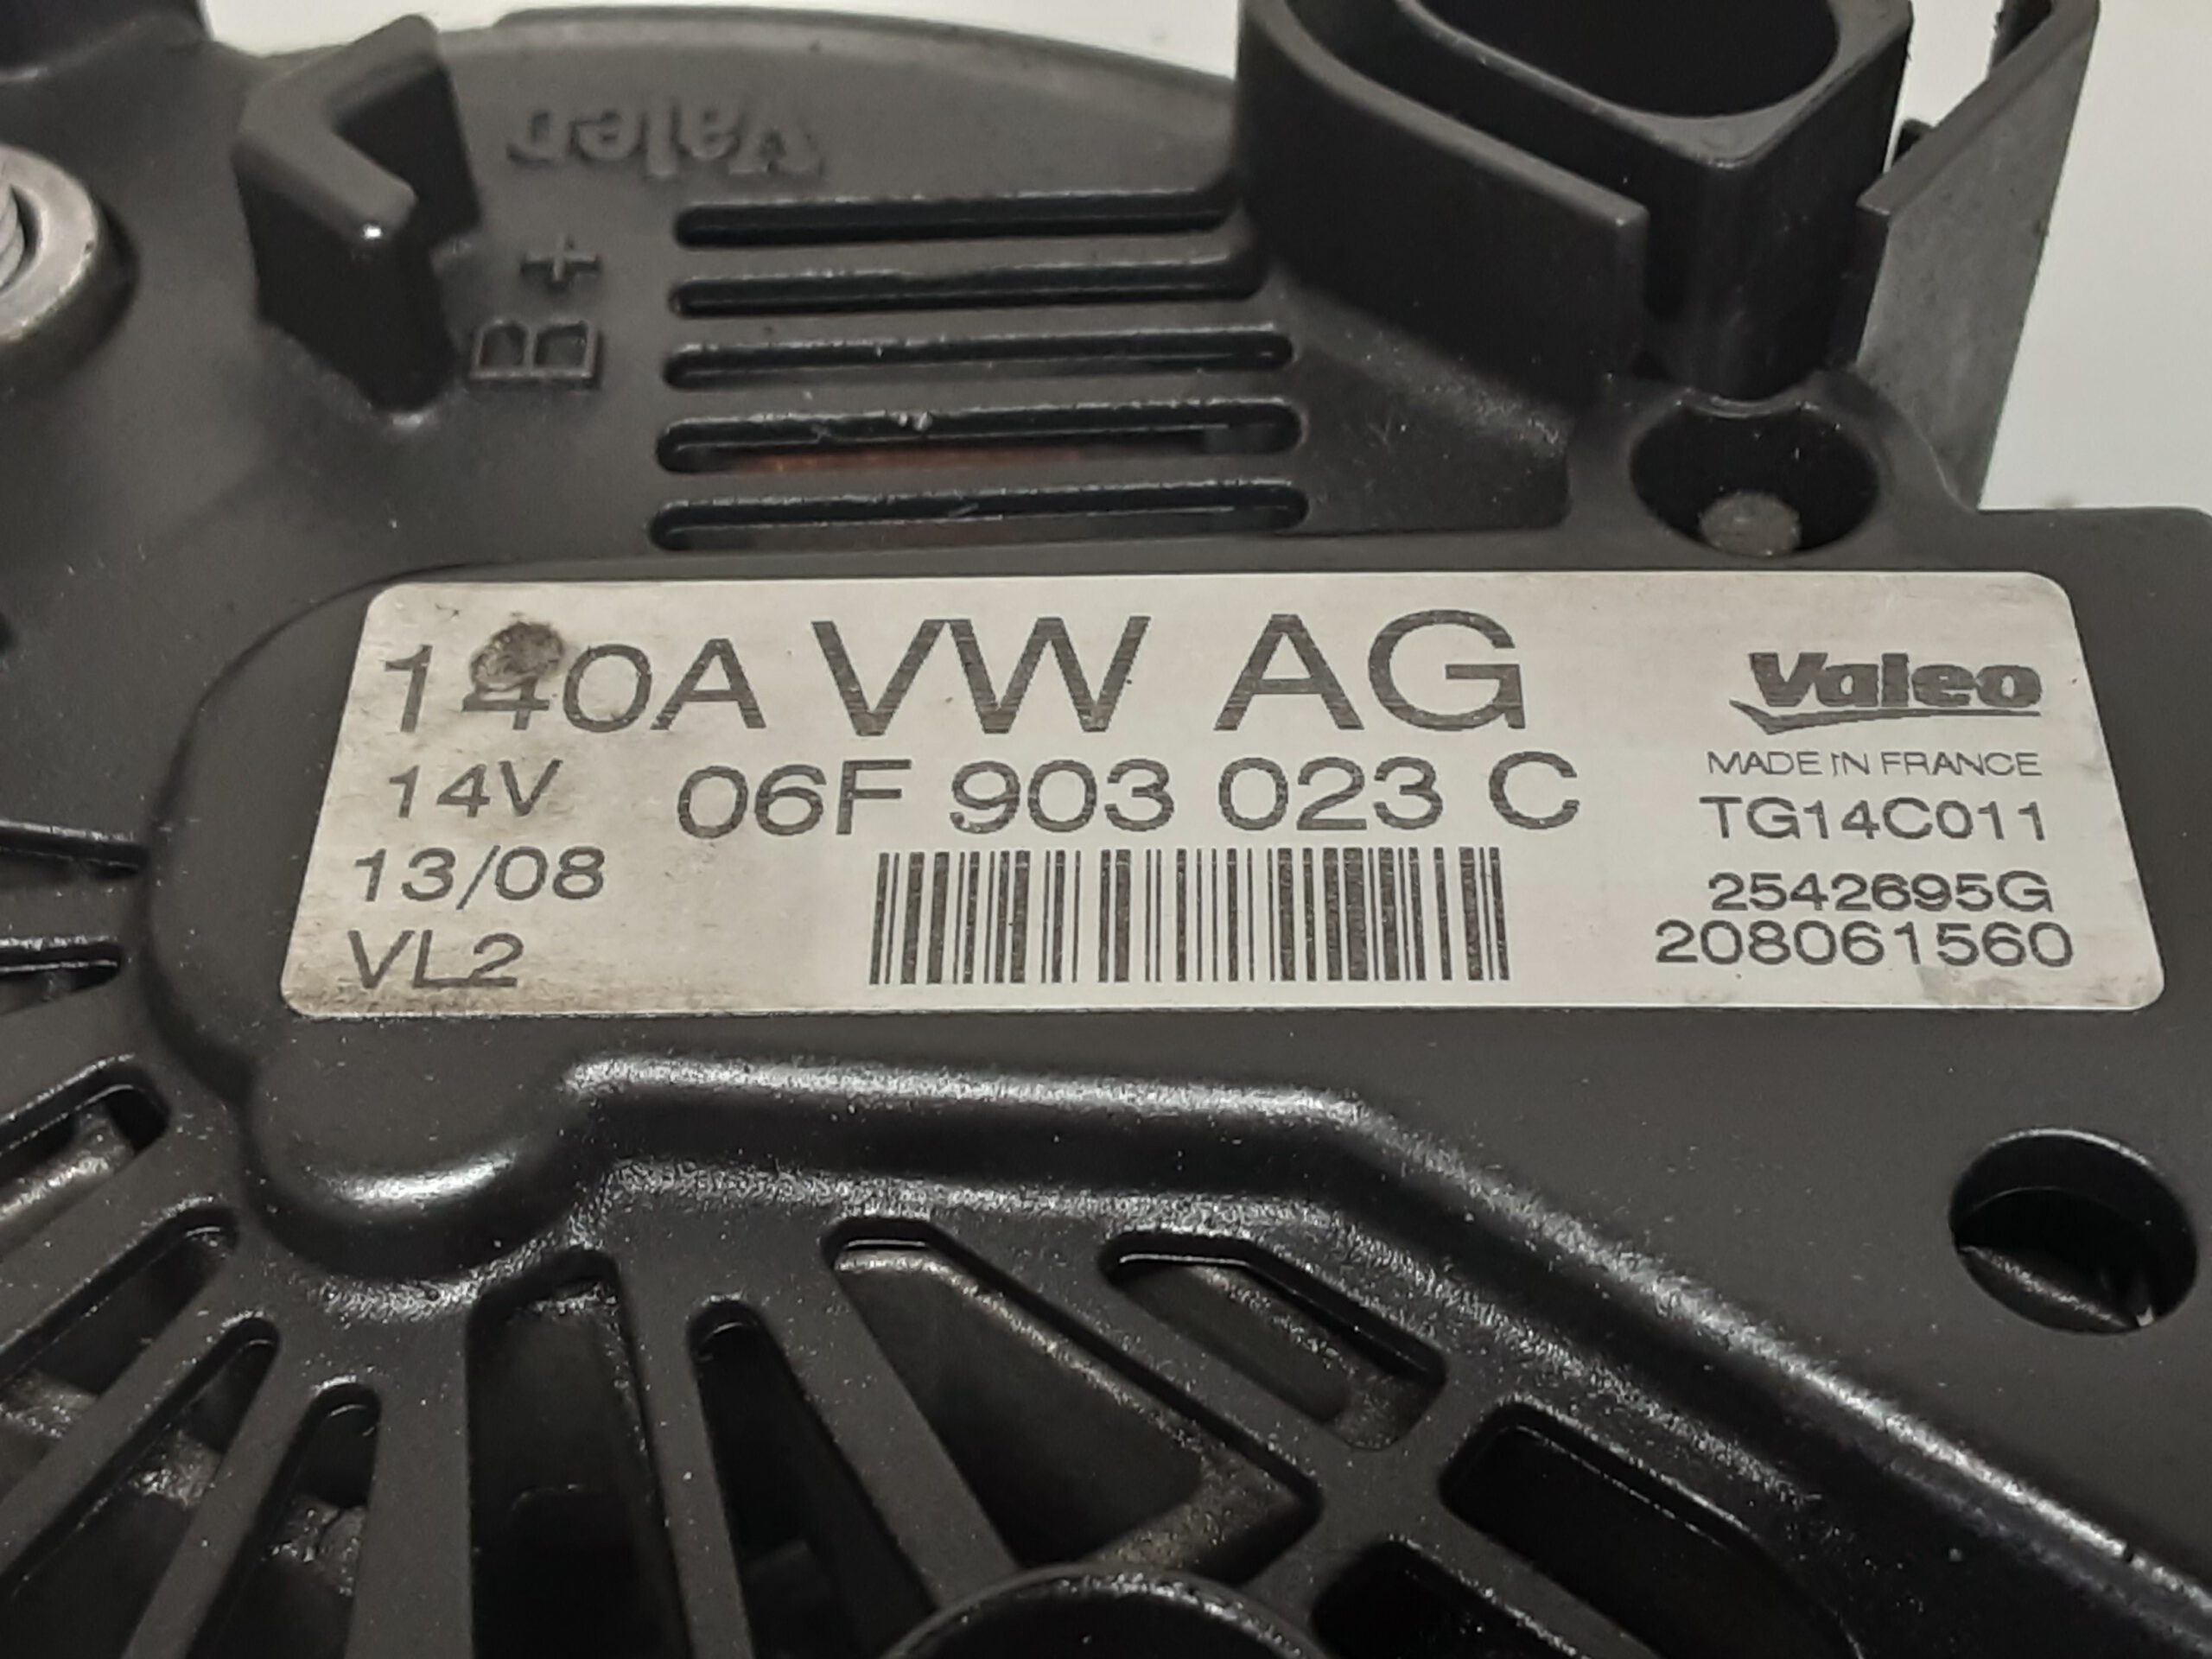 Valeo
B+
140A VW AG
14V 06F 903 023 C
13/08
VL2
Valeo
MADE IN FRANCE
TG14C011
2542695G
208061560